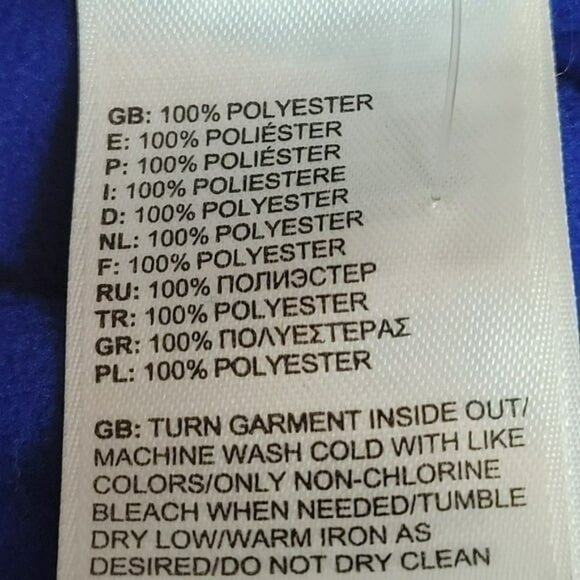 GB: 100% POLYESTER
E: 100% POLIÉSTER
P: 100% POLIÉSTER
I: 100% POLIESTERE
D: 100% POLYESTER
NL: 100% POLYESTER
F: 100% POLYESTER
RU: 100% ПОЛИЭСТЕР
TR: 100% POLYESTER
GR: 100% ΠΟΛΥΕΣΤΕΡΑΣ
PL: 100% POLYESTER
GB: TURN GARMENT INSIDE OUT/
MACHINE WASH COLD WITH LIKE
COLORS/ONLY NON-CHLORINE
BLEACH WHEN NEEDED/TUMBLE
DRY LOW/WARM IRON AS
DESIRED/DO NOT DRY CLEAN